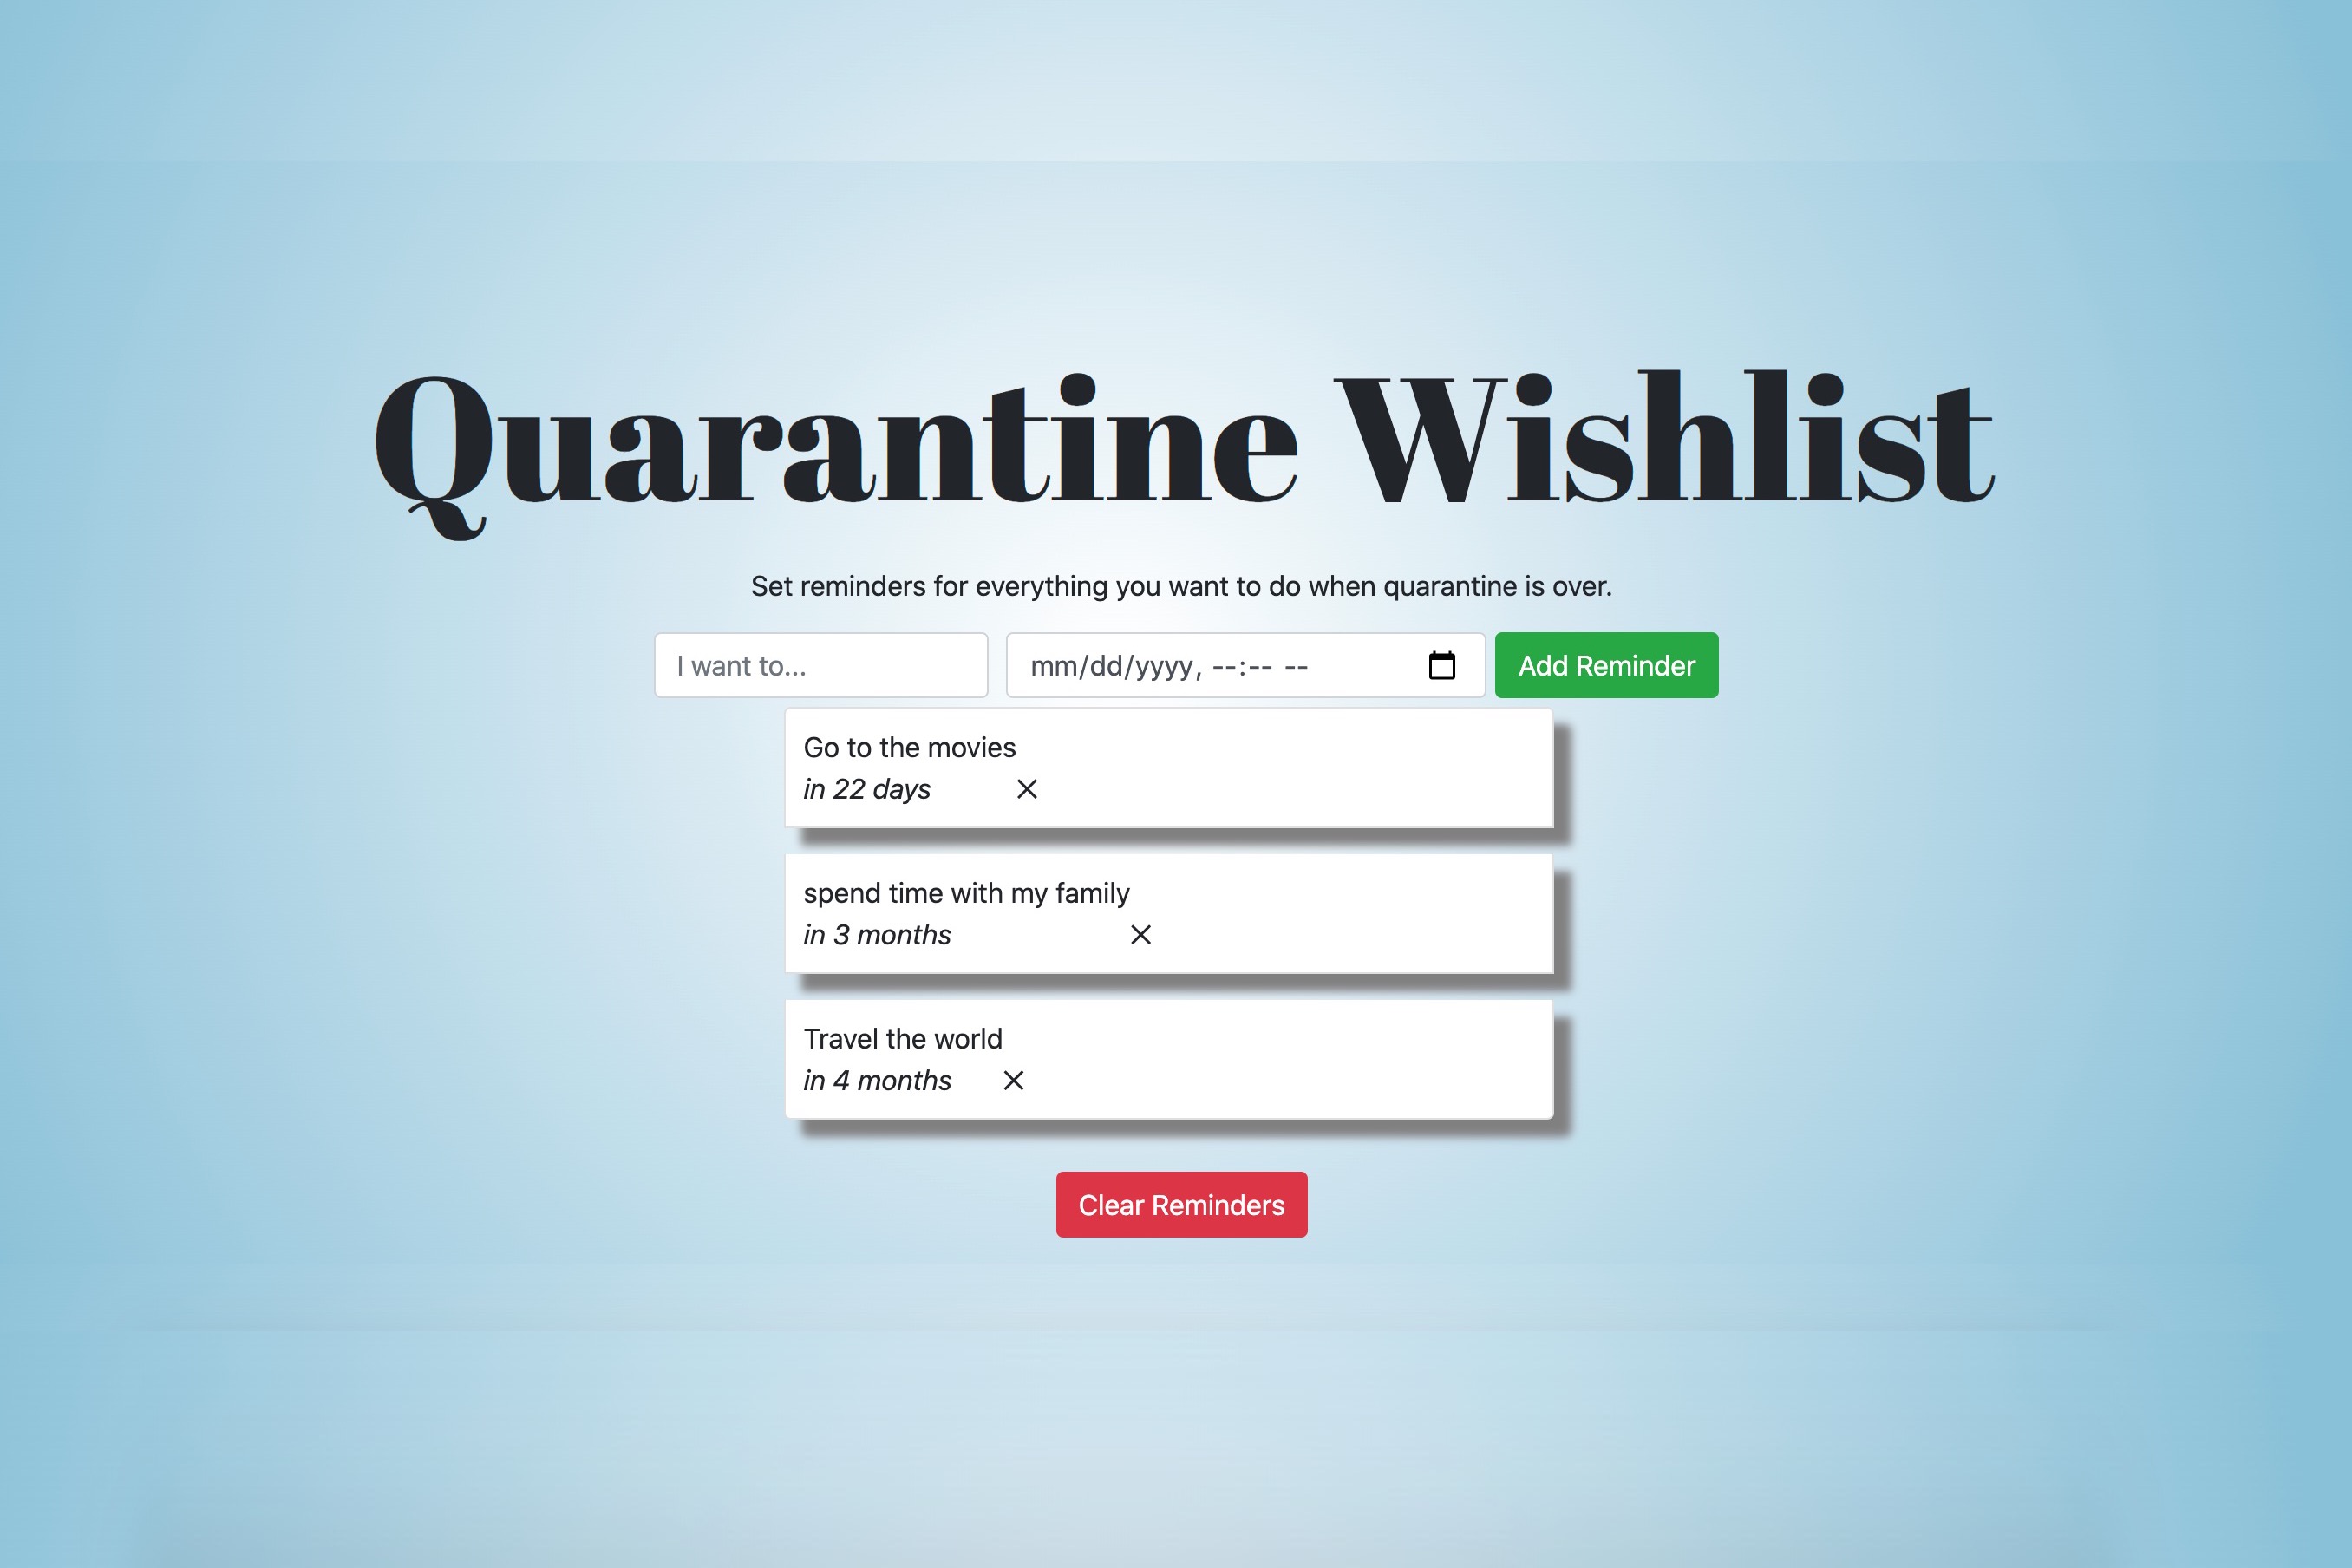 Quarantine Wishlist
Set reminders for everything you want to do when quarantine is over.
I want to... mm/dd/yyyy, --:-- -- Add Reminder
Go to the movies
in 22 days
spend time with my family
in 3 months
Travel the world
in 4 months
Clear Reminders